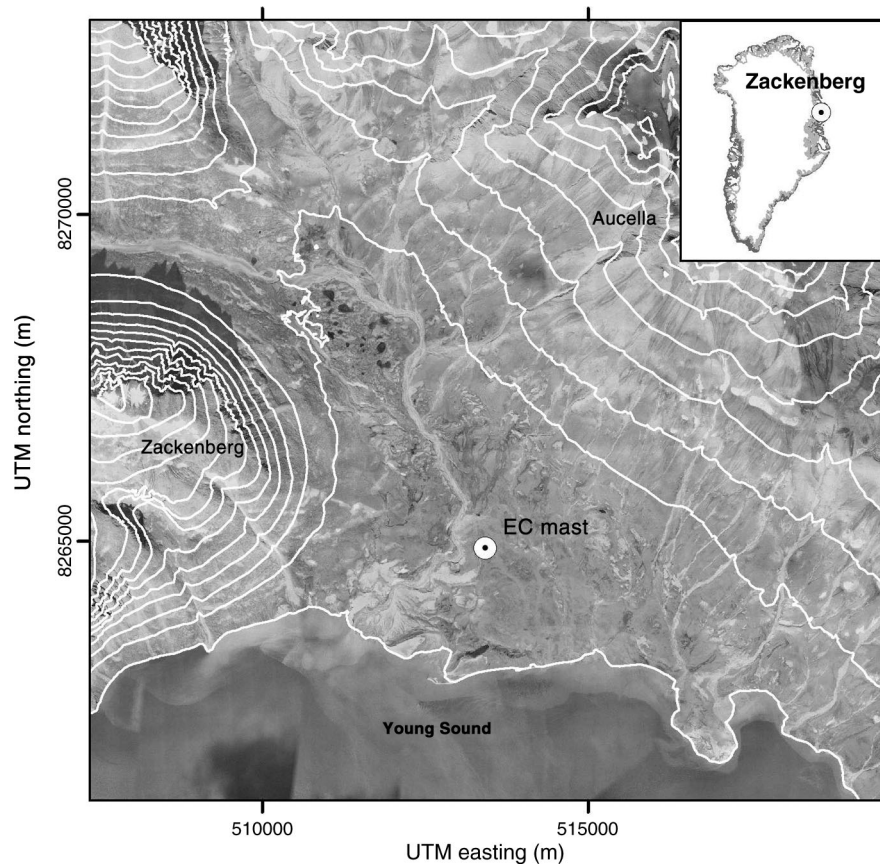 Zackenberg
8270000
Aucella
UTM northing (m)
Zackenberg
EC mast
8265000
Young Sound
510000
515000
UTM easting (m)